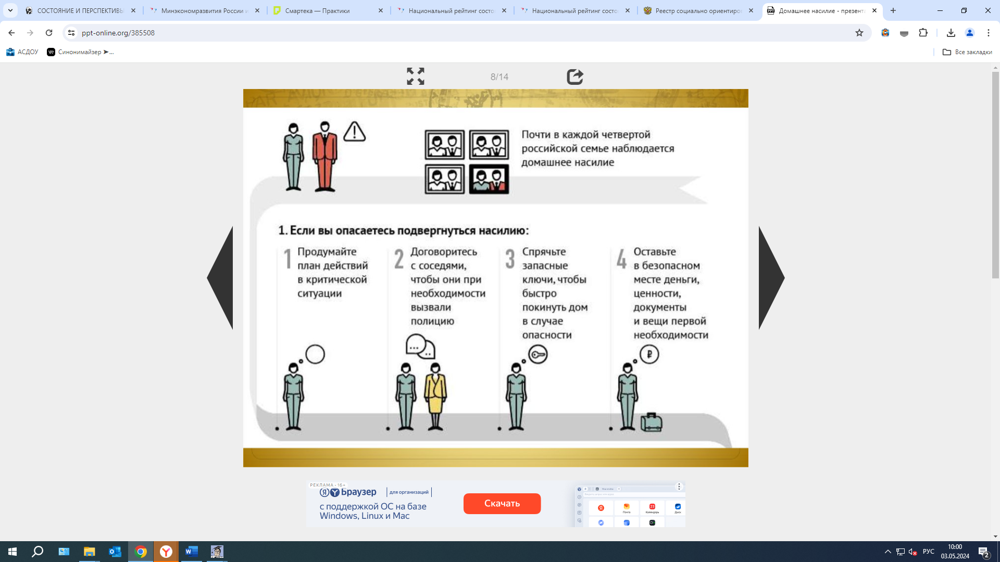 СОСТОЯНИЕ И ПЕРСПЕКТИВЫ
Минэкономразвития России и
Смартека — Практики
Национальный рейтинг состо
Национальный рейтинг состо
Реестр социально ориентиро
Домашнее насилие - презента
ppt-online.org/385508
АСДОУ
Синонимайзер ➤...
Все закладки
8/14
Почти в каждой четвертой
российской семье наблюдается
домашнее насилие
1. Если вы опасаетесь подвергнуться насилию:
1 Продумайте
план действий
в критической
ситуации
2 Договоритесь
с соседями,
чтобы они при
необходимости
вызвали
полицию
3 Спрячьте
запасные
ключи, чтобы
быстро
покинуть дом
в случае
опасности
4 Оставьте
в безопасном
месте деньги,
ценности,
документы
и вещи первой
необходимости
₽
РЕКЛАМА • 16+
Браузер
для организаций
с поддержкой ОС на базе
Windows, Linux и Mac
Скачать
Почта
Календарь
Диск
РУС
10:00
03.05.2024
2